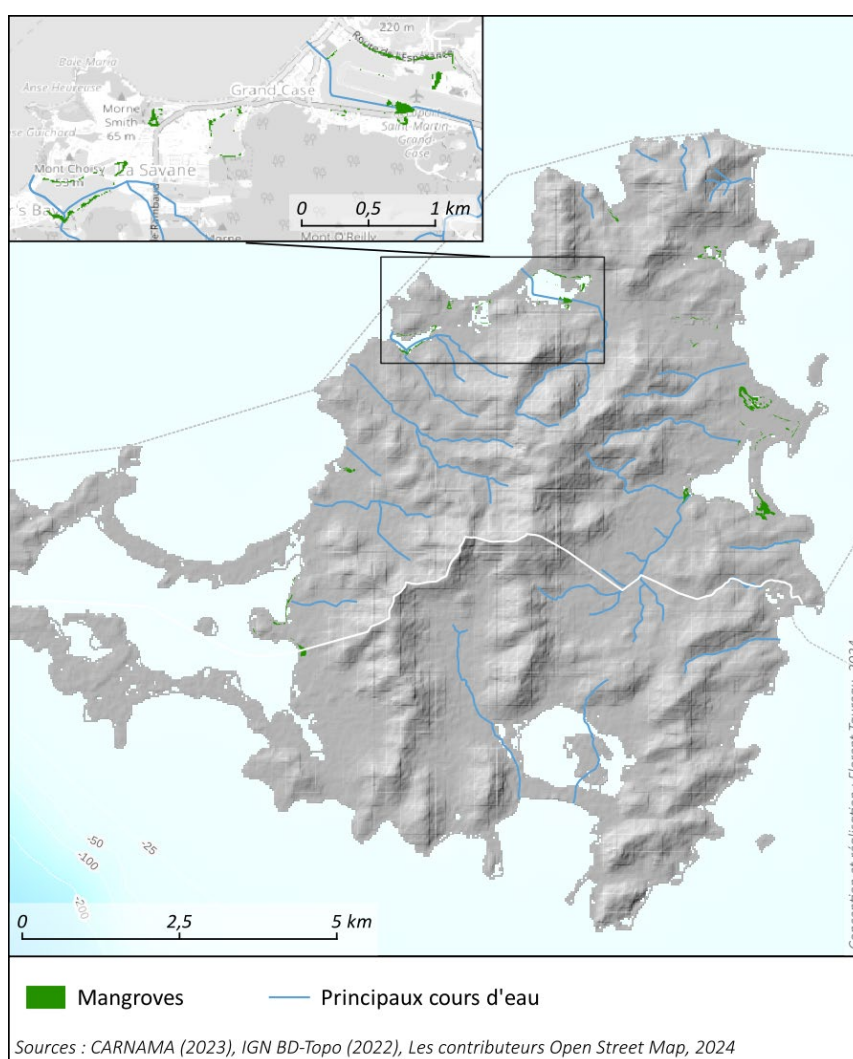 220 m
Route de l'Espérance
Baie Maria
Anse Heureuse
Grand Case
Morne
Smith
65 m
Saint-Martin
Grand
Case
Mont Choisy
La Savane
's Bay
Morne
Mont O'Reilly
0 0,5 1 km
-25
-50
-100
-200
0 2,5 5 km
Mangroves
Principaux cours d'eau
Sources : CARNAMA (2023), IGN BD-Topo (2022), Les contributeurs Open Street Map, 2024